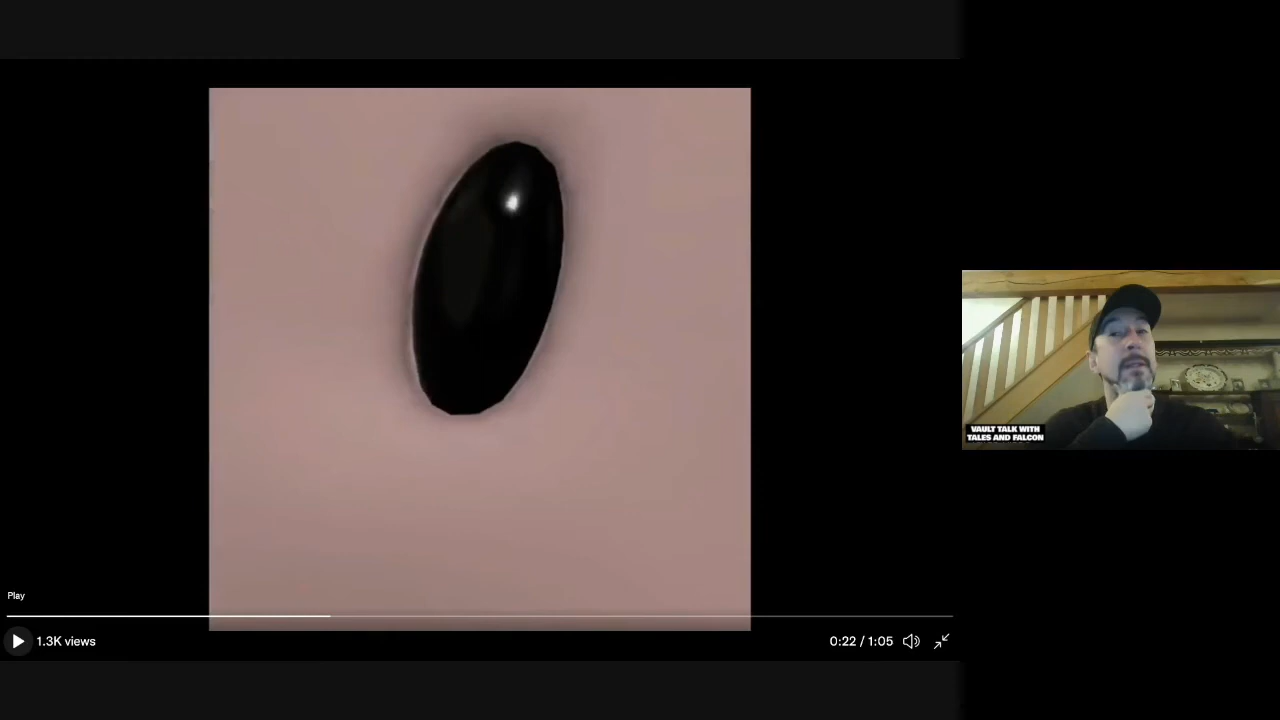 Play
1.3K views
0:22 / 1:05
VAULT TALK WITH
TALES AND FALCON